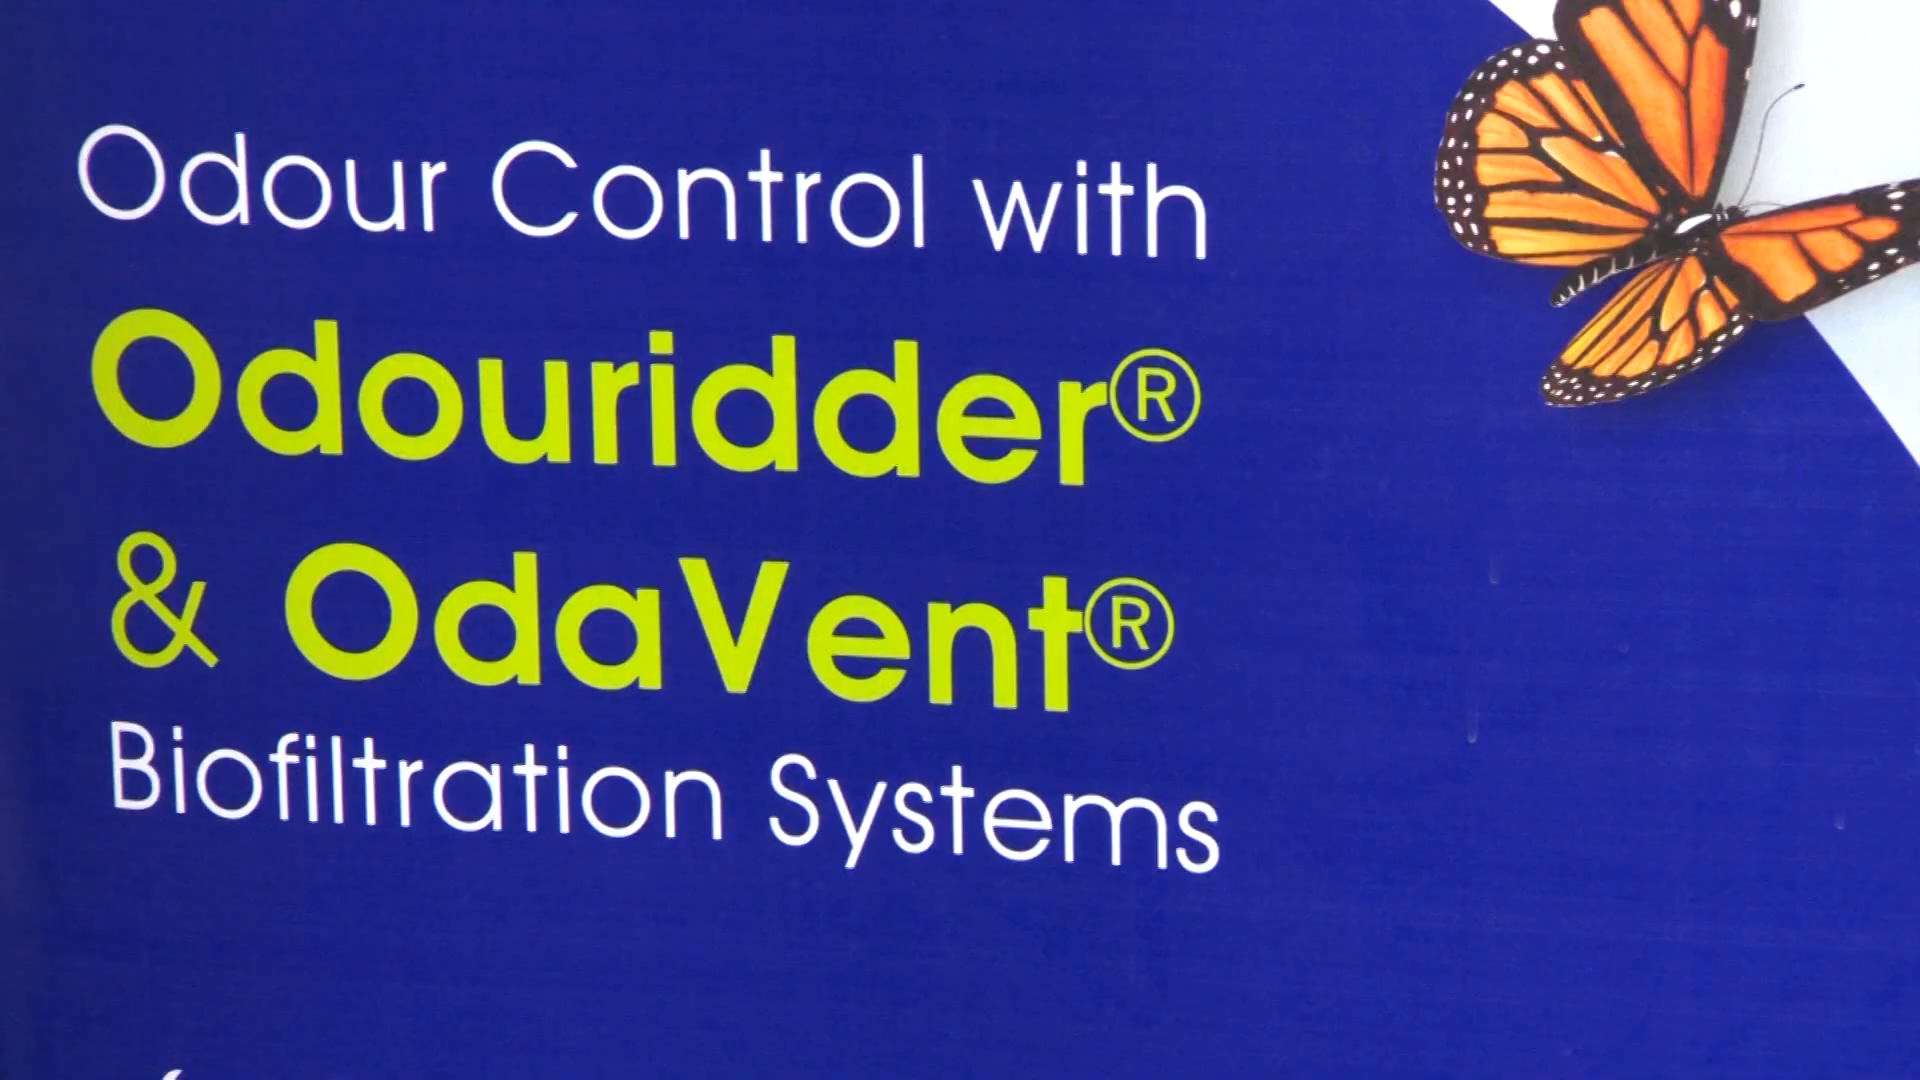 Odour Control with
Odouridder®
& OdaVent®
Biofiltration Systems